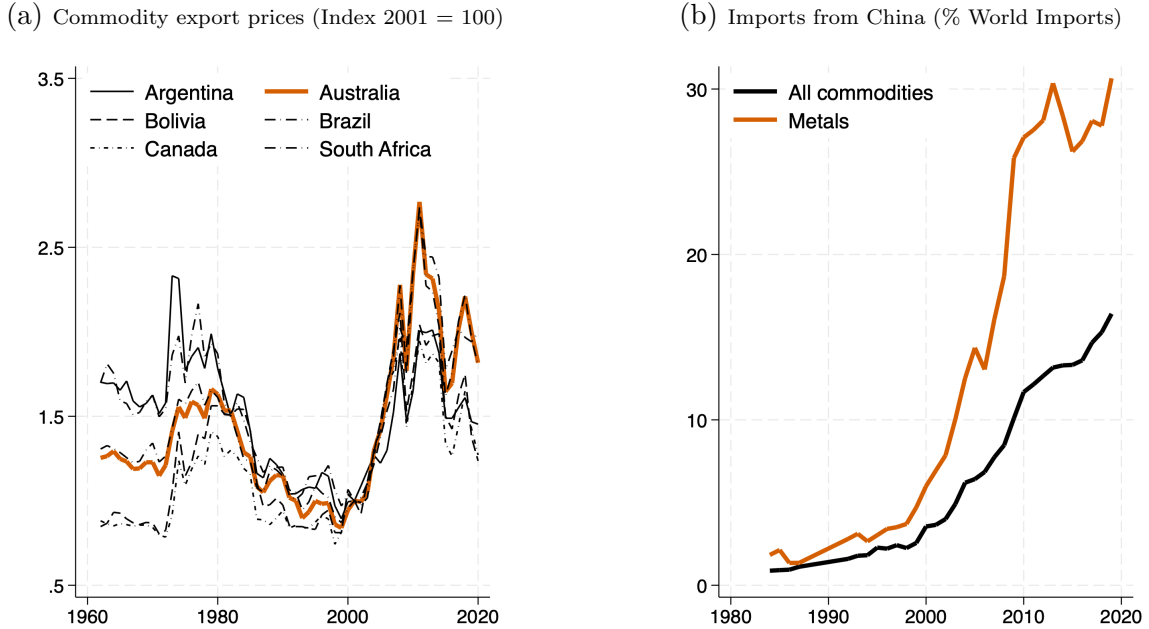 (a) Commodity export prices (Index 2001 = 100)
3.5
2.5
1.5
.5
1960
1980
2000
2020
Argentina
Australia
Bolivia
Brazil
Canada
South Africa
(b) Imports from China (% World Imports)
30
20
10
0
1980
1990
2000
2010
2020
All commodities
Metals